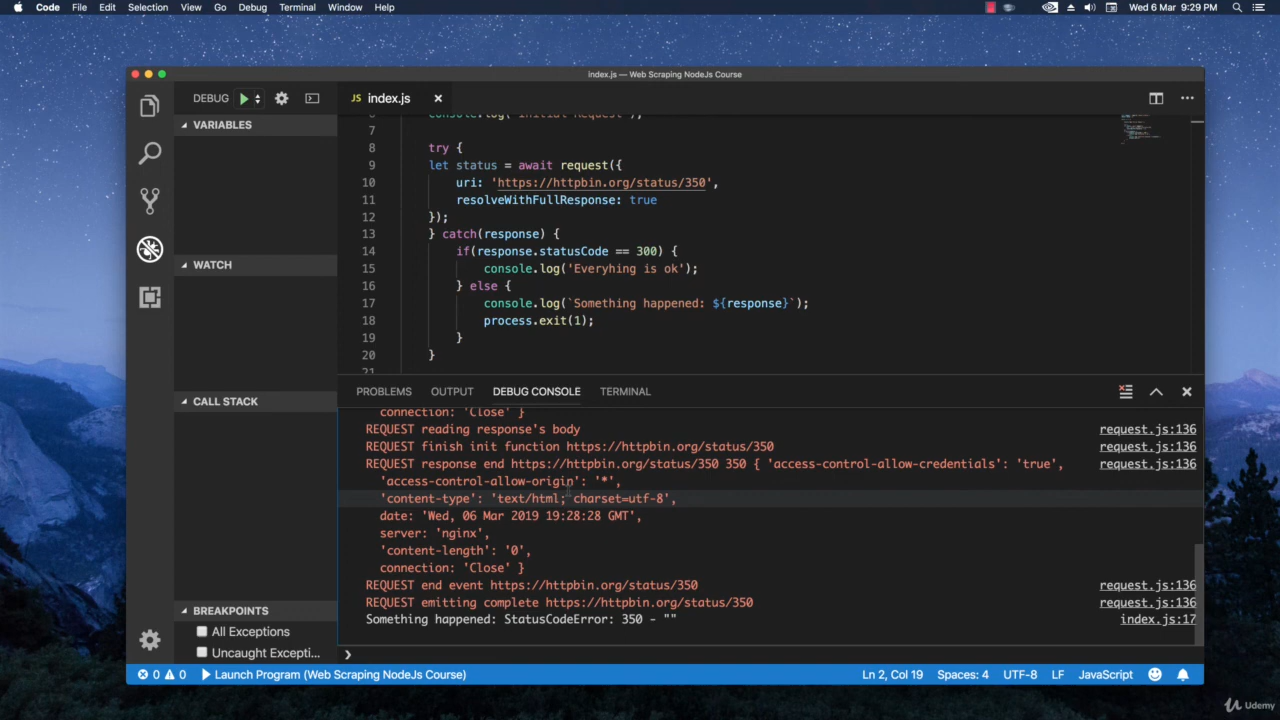 Code File Edit Selection View Go Debug Terminal Window Help
Wed 6 Mar 9:29 PM
index.js — Web Scraping NodeJs Course
DEBUG
JS index.js
VARIABLES
WATCH
CALL STACK
BREAKPOINTS
All Exceptions
Uncaught Excepti...
6 console.log('Initial Request');
7
8 try {
9 let status = await request({
10 uri: 'https://httpbin.org/status/350',
11 resolveWithFullResponse: true
12 });
13 } catch(response) {
14 if(response.statusCode == 300) {
15 console.log('Everyhing is ok');
16 } else {
17 console.log(`Something happened: ${response}`);
18 process.exit(1);
19 }
20 }
21
PROBLEMS OUTPUT DEBUG CONSOLE TERMINAL
connection: 'Close' }
REQUEST reading response's body request.js:136
REQUEST finish init function https://httpbin.org/status/350 request.js:136
REQUEST response end https://httpbin.org/status/350 350 { 'access-control-allow-credentials': 'true', request.js:136
'access-control-allow-origin': '*',
'content-type': 'text/html; charset=utf-8',
date: 'Wed, 06 Mar 2019 19:28:28 GMT',
server: 'nginx',
'content-length': '0',
connection: 'Close' }
REQUEST end event https://httpbin.org/status/350 request.js:136
REQUEST emitting complete https://httpbin.org/status/350 request.js:136
Something happened: StatusCodeError: 350 - "" index.js:17
0 0 Launch Program (Web Scraping NodeJs Course) Ln 2, Col 19 Spaces: 4 UTF-8 LF JavaScript
Udemy